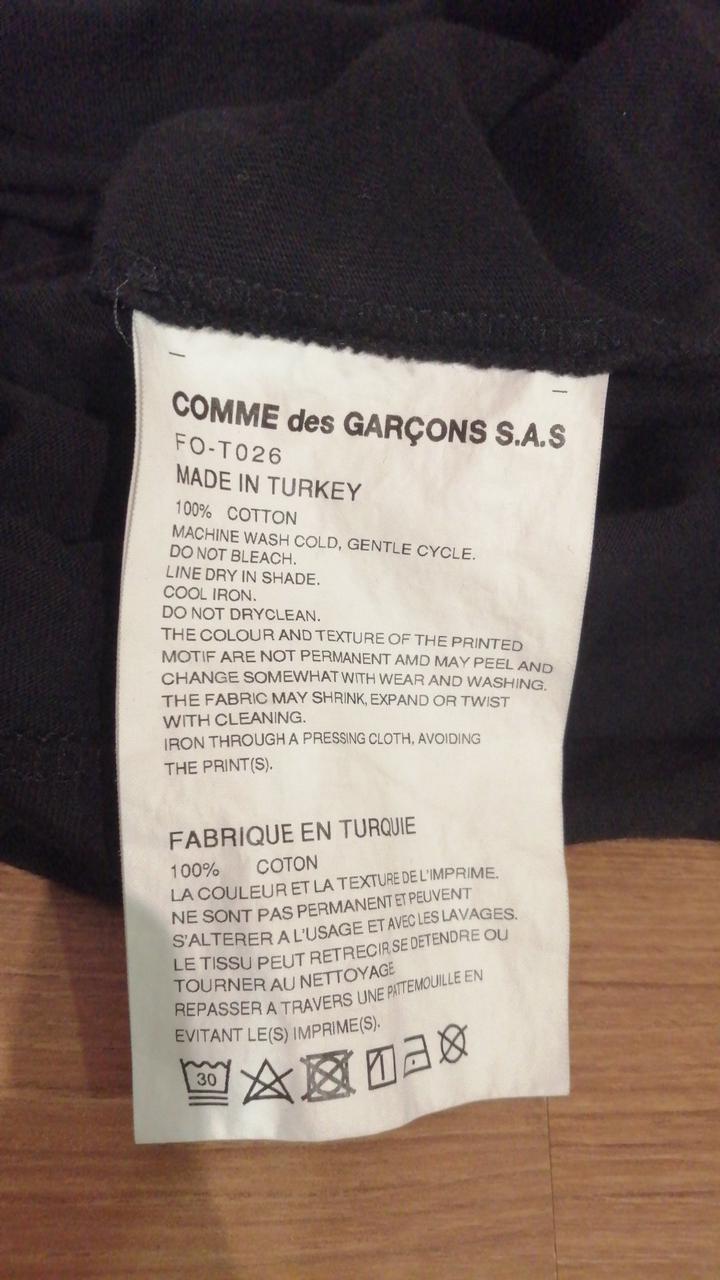 COMME des GARÇONS S.A.S
FO-T026
MADE IN TURKEY
100% COTTON
MACHINE WASH COLD, GENTLE CYCLE.
DO NOT BLEACH.
LINE DRY IN SHADE.
COOL IRON.
DO NOT DRYCLEAN.
THE COLOUR AND TEXTURE OF THE PRINTED
MOTIF ARE NOT PERMANENT AMD MAY PEEL AND
CHANGE SOMEWHAT WITH WEAR AND WASHING.
THE FABRIC MAY SHRINK, EXPAND OR TWIST
WITH CLEANING.
IRON THROUGH A PRESSING CLOTH, AVOIDING
THE PRINT(S).
FABRIQUE EN TURQUIE
100% COTON
LA COULEUR ET LA TEXTURE DE L'IMPRIME.
NE SONT PAS PERMANENT ET PEUVENT
S'ALTERER A L'USAGE ET AVEC LES LAVAGES.
LE TISSU PEUT RETRECIR, SE DETENDRE OU
TOURNER AU NETTOYAGE
REPASSER A TRAVERS UNE PATTEMOUILLE EN
EVITANT LE(S) IMPRIME(S).
30